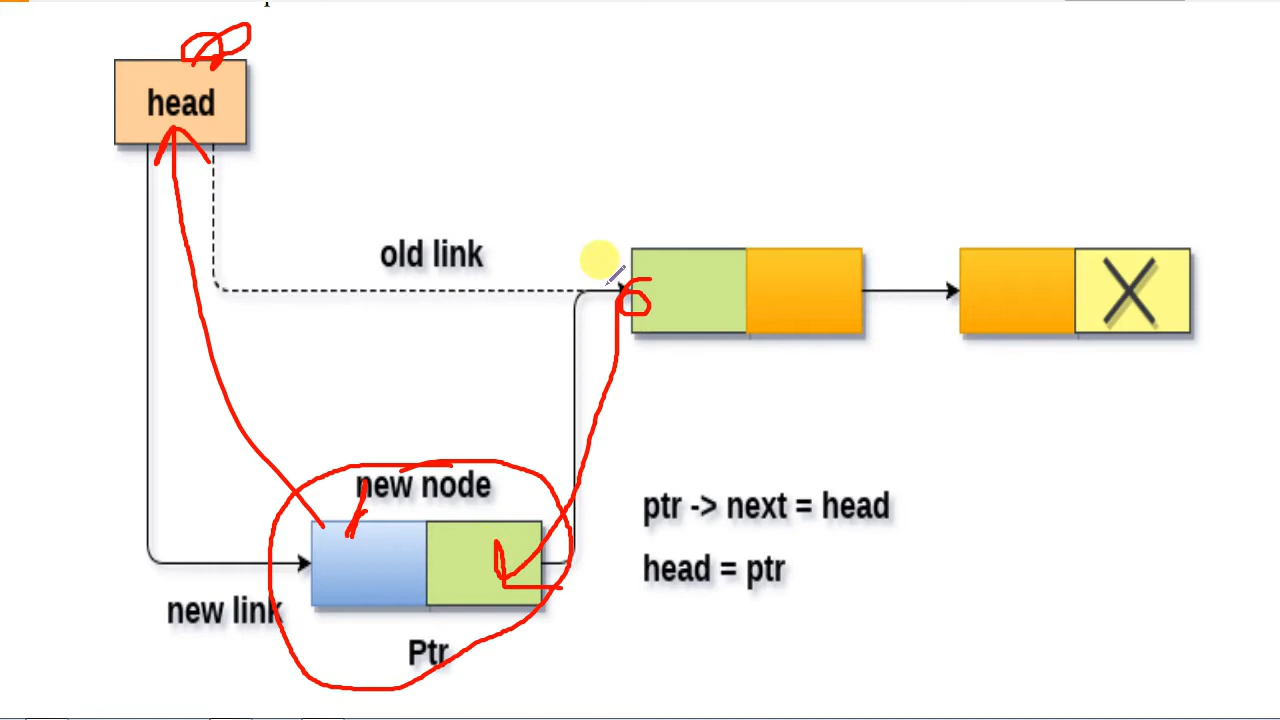 head
old link
new node
ptr -> next = head
head = ptr
new link
Ptr